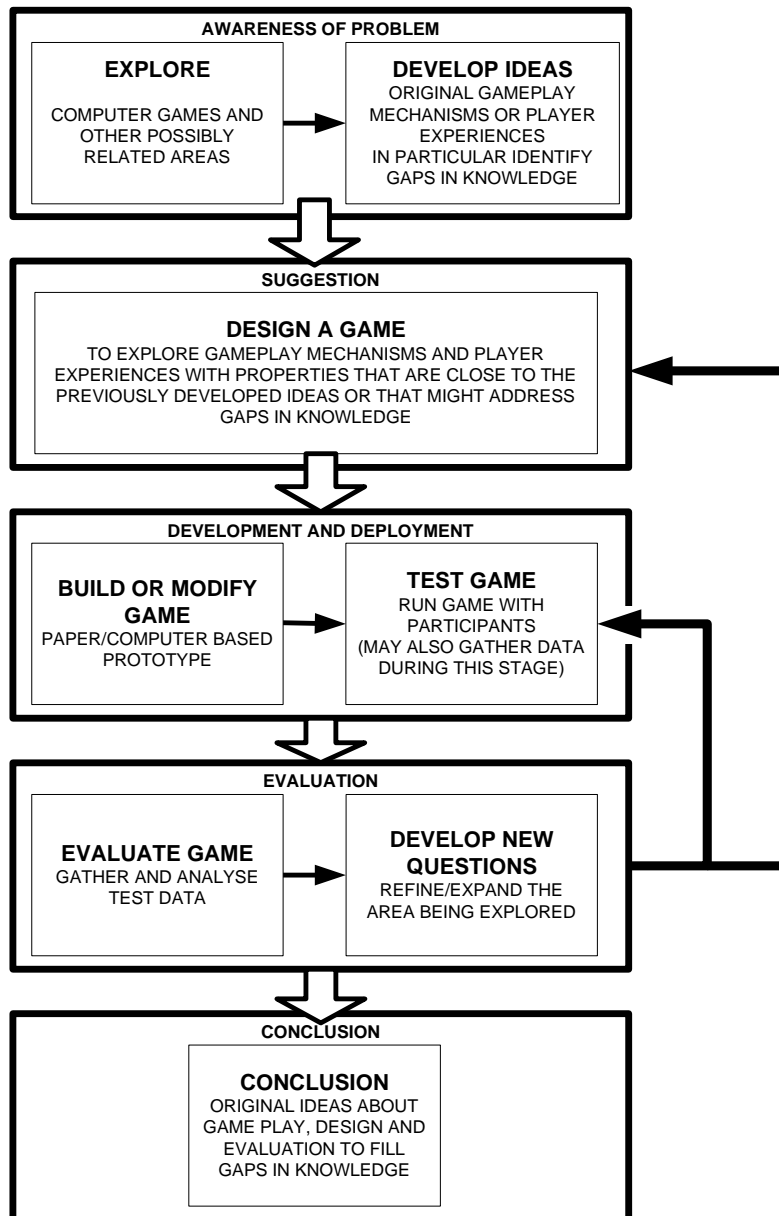 AWARENESS OF PROBLEM
EXPLORE
COMPUTER GAMES AND
OTHER POSSIBLY
RELATED AREAS
DEVELOP IDEAS
ORIGINAL GAMEPLAY
MECHANISMS OR PLAYER
EXPERIENCES
IN PARTICULAR IDENTIFY
GAPS IN KNOWLEDGE
SUGGESTION
DESIGN A GAME
TO EXPLORE GAMEPLAY MECHANISMS AND PLAYER
EXPERIENCES WITH PROPERTIES THAT ARE CLOSE TO THE
PREVIOUSLY DEVELOPED IDEAS OR THAT MIGHT ADDRESS
GAPS IN KNOWLEDGE
DEVELOPMENT AND DEPLOYMENT
BUILD OR MODIFY
GAME
PAPER/COMPUTER BASED
PROTOTYPE
TEST GAME
RUN GAME WITH
PARTICIPANTS
(MAY ALSO GATHER DATA
DURING THIS STAGE)
EVALUATION
EVALUATE GAME
GATHER AND ANALYSE
TEST DATA
DEVELOP NEW
QUESTIONS
REFINE/EXPAND THE
AREA BEING EXPLORED
CONCLUSION
CONCLUSION
ORIGINAL IDEAS ABOUT
GAME PLAY, DESIGN AND
EVALUATION TO FILL
GAPS IN KNOWLEDGE